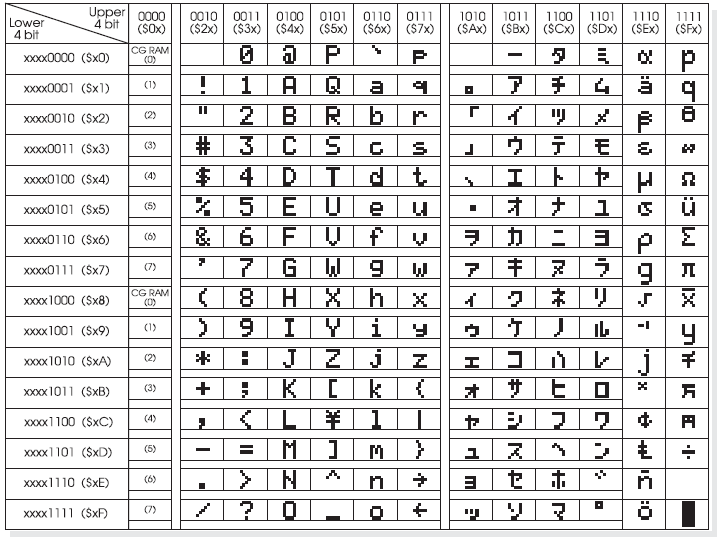 Upper 4 bit
Lower 4 bit
0000 ($0x) 0010 ($2x) 0011 ($3x) 0100 ($4x) 0101 ($5x) 0110 ($6x) 0111 ($7x) 1010 ($Ax) 1011 ($Bx) 1100 ($Cx) 1101 ($Dx) 1110 ($Ex) 1111 ($Fx)
xxxx0000 ($x0) CG RAM (0) 0 @ P ` p ー タ ミ α p
xxxx0001 ($x1) (1) ! 1 A Q a q 。 ア チ ム ä q
xxxx0010 ($x2) (2) " 2 B R b r 「 イ ツ メ β θ
xxxx0011 ($x3) (3) # 3 C S c s 」 ウ テ モ ε ∞
xxxx0100 ($x4) (4) $ 4 D T d t 、 エ ト ヤ μ Ω
xxxx0101 ($x5) (5) % 5 E U e u ・ オ ナ ユ σ ü
xxxx0110 ($x6) (6) & 6 F V f v ヲ カ ニ ヨ ρ Σ
xxxx0111 ($x7) (7) ' 7 G W g w ァ キ ヌ ラ g π
xxxx1000 ($x8) CG RAM (0) ( 8 H X h x ィ ク ネ リ √ x̄
xxxx1001 ($x9) (1) ) 9 I Y i y ゥ ケ ノ ル ⁻¹ y
xxxx1010 ($xA) (2) * : J Z j z ェ コ ハ レ j 千
xxxx1011 ($xB) (3) + ; K [ k { ォ サ ヒ ロ ˣ 万
xxxx1100 ($xC) (4) , < L ¥ l | ャ シ フ ワ ¢ 円
xxxx1101 ($xD) (5) - = M ] m } ュ ス ヘ ン £ ÷
xxxx1110 ($xE) (6) . > N ^ n → ョ セ ホ ゛ ñ
xxxx1111 ($xF) (7) / ? O _ o ← ッ ソ マ ゜ ö █